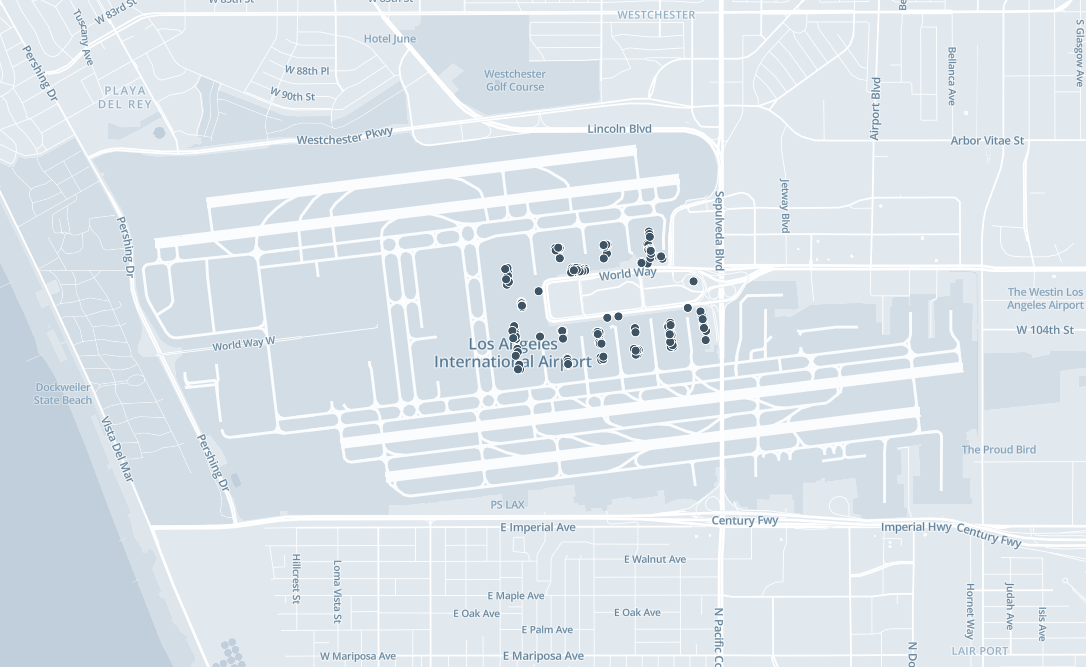 W 83rd St
W 85th St
W 83rd St
WESTCHESTER
Tuscany Ave
Hotel June
S Glasgow Ave
Pershing Dr
W 88th Pl
Westchester
Golf Course
Bellanca Ave
PLAYA
DEL REY
W 90th St
Airport Blvd
Westchester Pkwy
Lincoln Blvd
Arbor Vitae St
Sepulveda Blvd
Jetway Blvd
Pershing Dr
World Way
The Westin Los
Angeles Airport
World Way W
Los Angeles
International Airport
W 104th St
Dockweiler
State Beach
Vista Del Mar
Pershing Dr
The Proud Bird
PS LAX
E Imperial Ave
Century Fwy
Imperial Hwy
Century Fwy
Hillcrest St
Loma Vista St
E Walnut Ave
E Maple Ave
E Oak Ave
E Oak Ave
Hornet Way
Judah Ave
Isis Ave
E Palm Ave
N Pacific Co
W Mariposa Ave
E Mariposa Ave
N Do
LAIR PORT